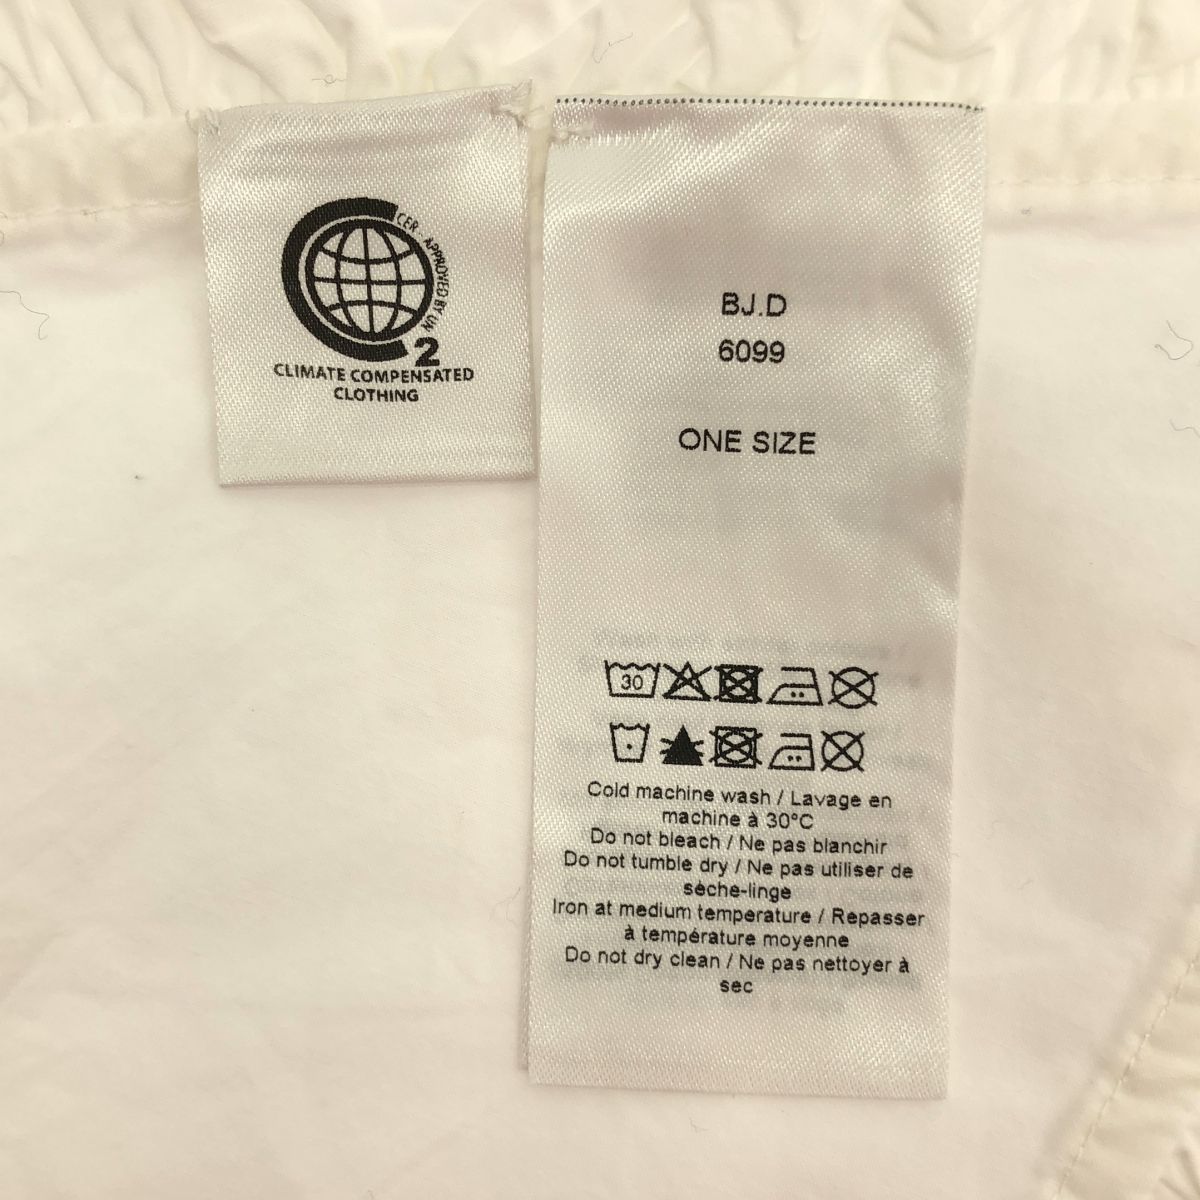 CER - APPROVED BY UN
2
CLIMATE COMPENSATED
CLOTHING
BJ.D
6099
ONE SIZE
30
Cold machine wash / Lavage en
machine à 30°C
Do not bleach / Ne pas blanchir
Do not tumble dry / Ne pas utiliser de
sèche-linge
Iron at medium temperature / Repasser
à température moyenne
Do not dry clean / Ne pas nettoyer à
sec